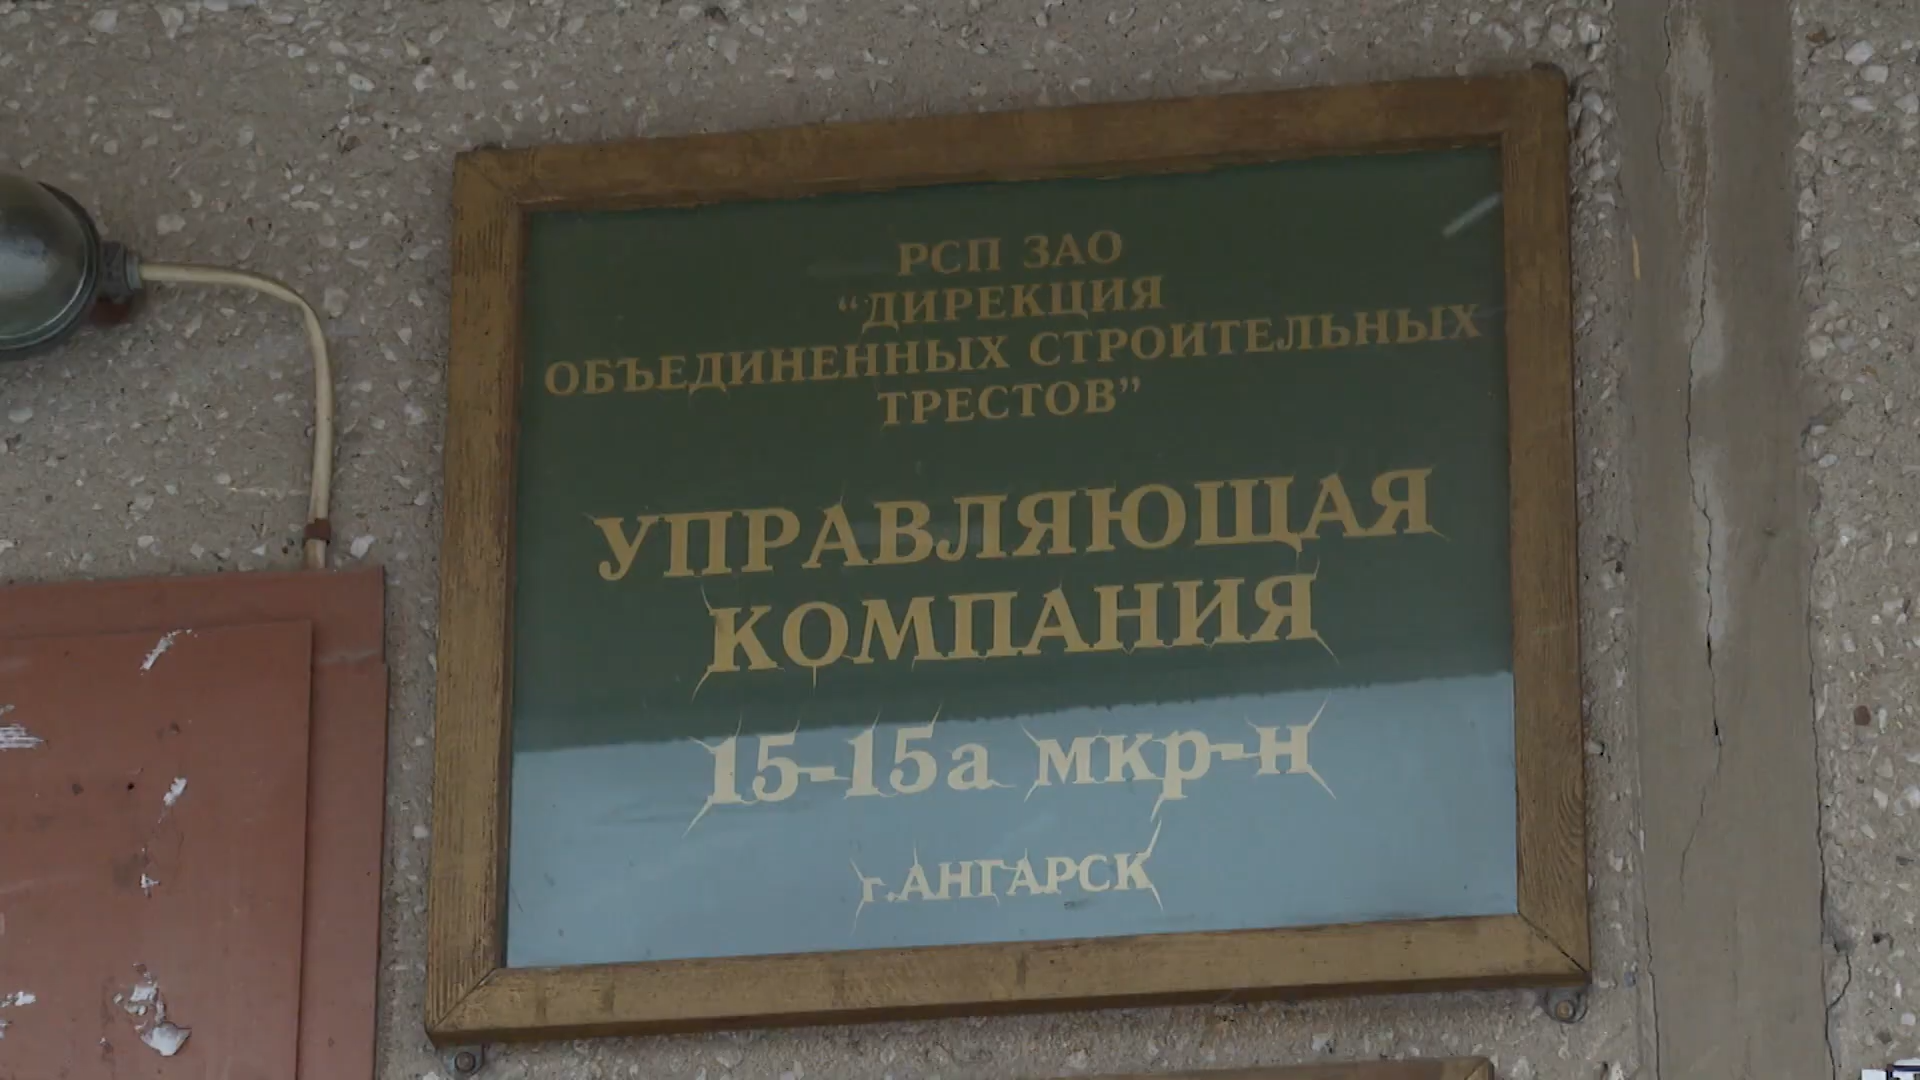 РСП ЗАО
“ДИРЕКЦИЯ
ОБЪЕДИНЕННЫХ СТРОИТЕЛЬНЫХ
ТРЕСТОВ”
УПРАВЛЯЮЩАЯ
КОМПАНИЯ
15-15а мкр-н
г.АНГАРСК